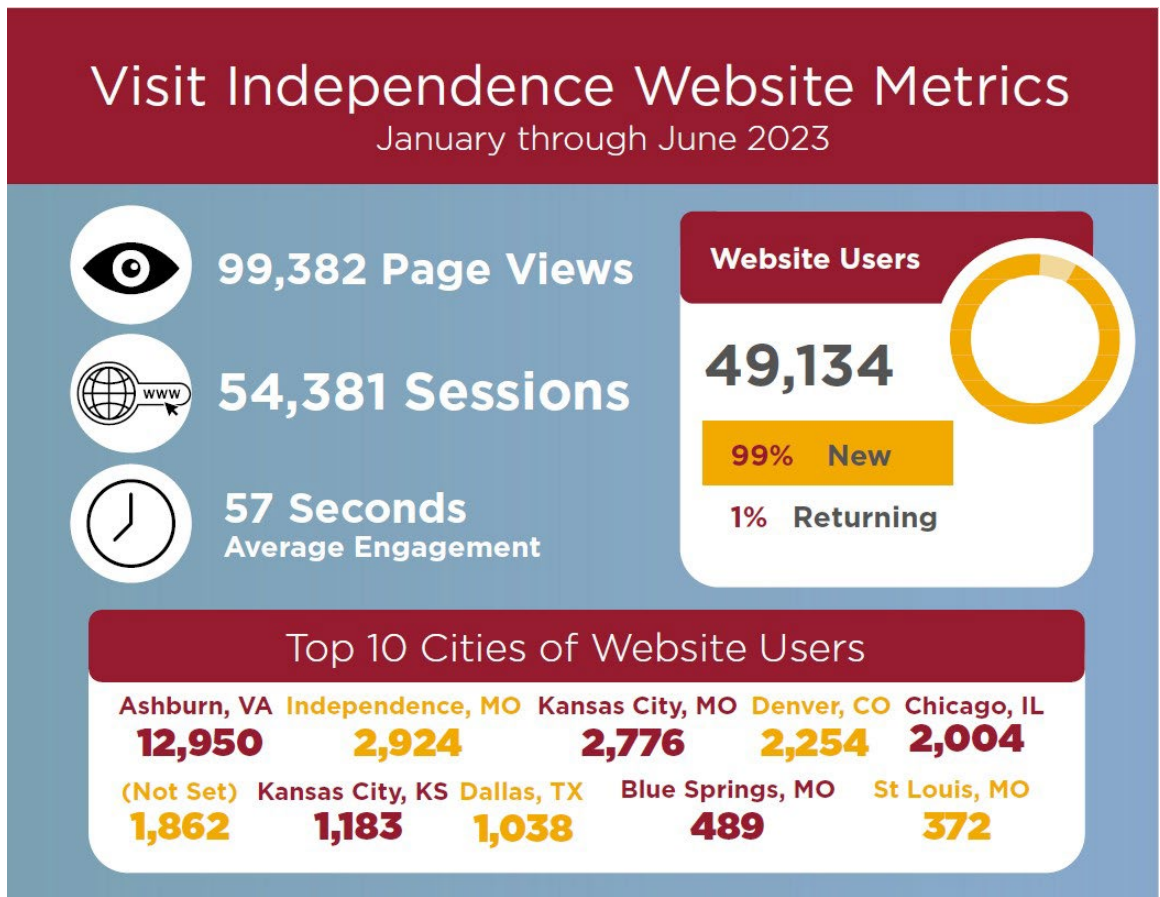 Visit Independence Website Metrics
January through June 2023
99,382 Page Views
www
54,381 Sessions
57 Seconds
Average Engagement
Website Users
49,134
99% New
1% Returning
Top 10 Cities of Website Users
Ashburn, VA Independence, MO Kansas City, MO Denver, CO Chicago, IL
12,950 2,924 2,776 2,254 2,004
(Not Set) Kansas City, KS Dallas, TX Blue Springs, MO St Louis, MO
1,862 1,183 1,038 489 372